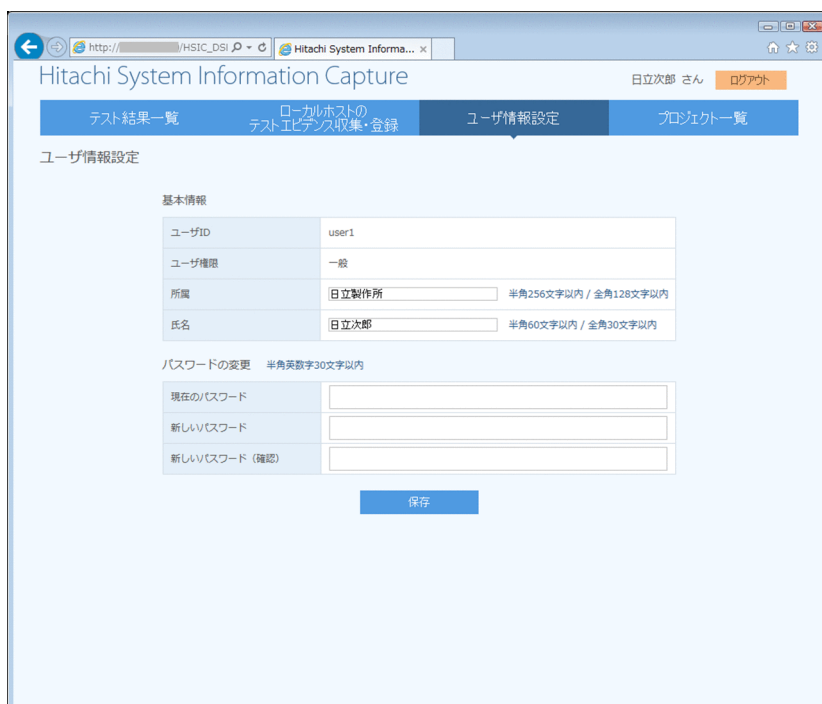 http:// /HSIC_DSI
Hitachi System Informa...
Hitachi System Information Capture
日立次郎 さん
ログアウト
テスト結果一覧
ローカルホストの
テストエビデンス収集・登録
ユーザ情報設定
プロジェクト一覧
ユーザ情報設定
基本情報
ユーザID
user1
ユーザ権限
一般
所属
日立製作所
半角256文字以内 / 全角128文字以内
氏名
日立次郎
半角60文字以内 / 全角30文字以内
パスワードの変更 半角英数字30文字以内
現在のパスワード
新しいパスワード
新しいパスワード（確認）
保存